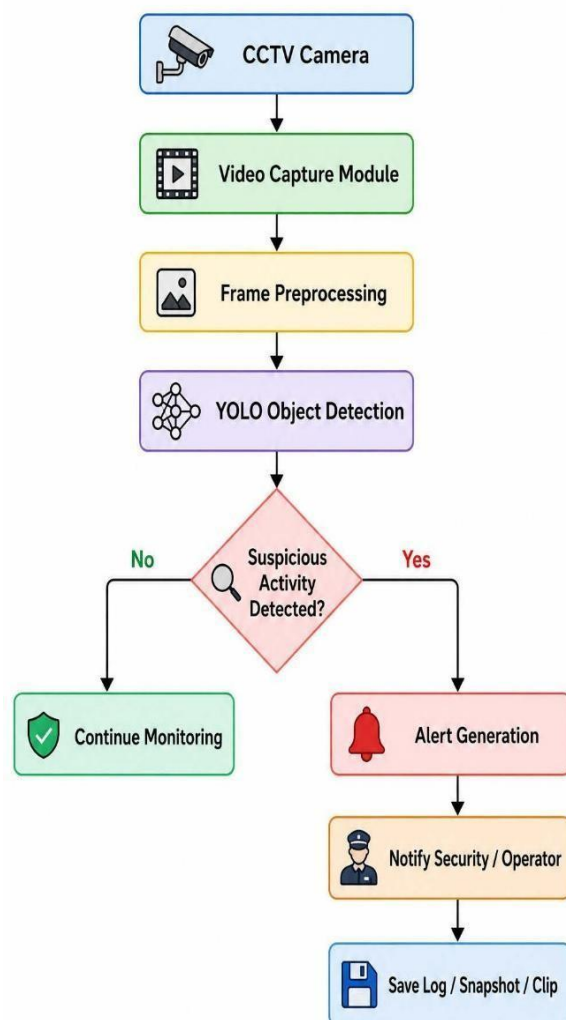 CCTV Camera
Video Capture Module
Frame Preprocessing
YOLO Object Detection
No
Yes
Suspicious
Activity
Detected?
Continue Monitoring
Alert Generation
Notify Security / Operator
Save Log / Snapshot / Clip